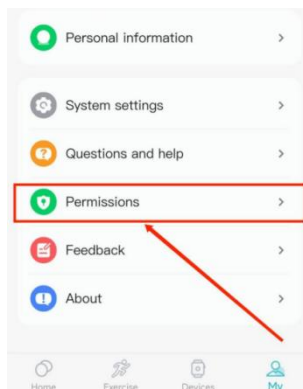 Personal information
System settings
Questions and help
Permissions
Feedback
About
Home Exercise Devices My